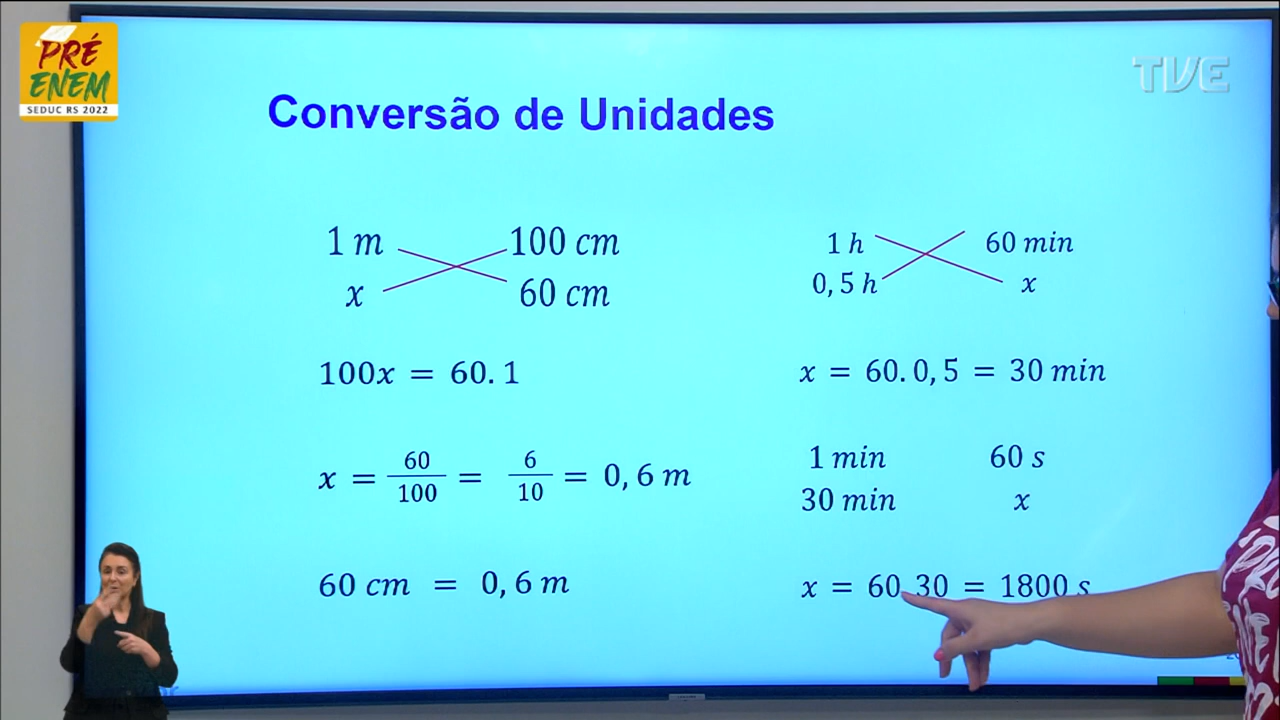 PRÉ
ENEM
SEDUC RS 2022
TVE
Conversão de Unidades
1 m 100 cm
x 60 cm
100x = 60. 1
x = 60/100 = 6/10 = 0, 6 m
60 cm = 0, 6 m
1 h 60 min
0, 5 h x
x = 60. 0, 5 = 30 min
1 min 60 s
30 min x
x = 60.30 = 1800 s